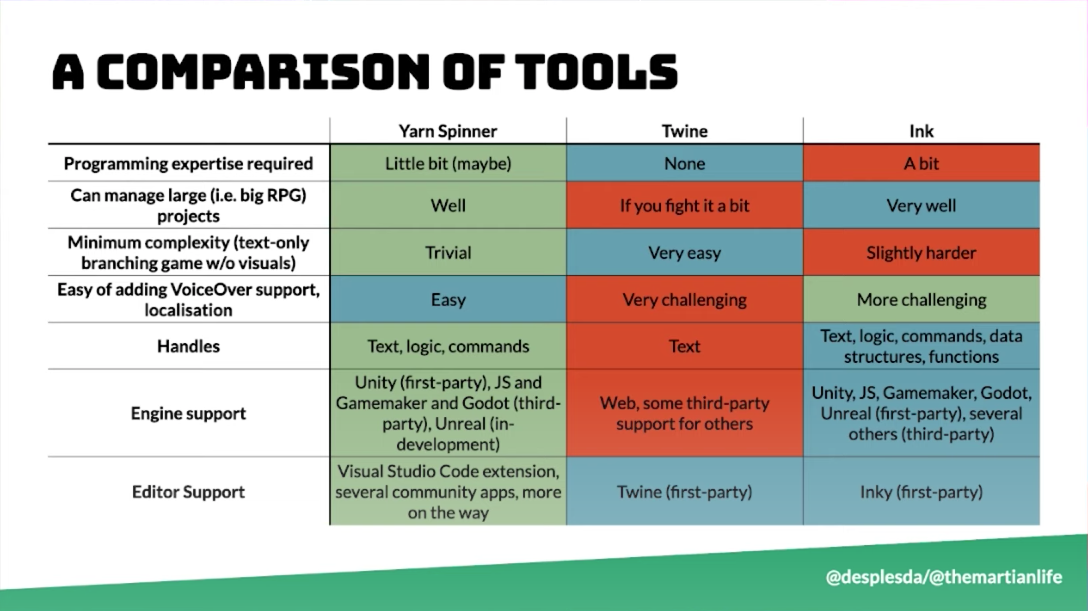 A COMPARISON OF TOOLS
Yarn Spinner Twine Ink
Programming expertise required Little bit (maybe) None A bit
Can manage large (i.e. big RPG)
projects Well If you fight it a bit Very well
Minimum complexity (text-only
branching game w/o visuals) Trivial Very easy Slightly harder
Easy of adding VoiceOver support,
localisation Easy Very challenging More challenging
Handles Text, logic, commands Text Text, logic, commands, data
structures, functions
Engine support
Unity (first-party), JS and
Gamemaker and Godot (third-
party), Unreal (in-
development)
Web, some third-party
support for others
Unity, JS, Gamemaker, Godot,
Unreal (first-party), several
others (third-party)
Editor Support
Visual Studio Code extension,
several community apps, more
on the way
Twine (first-party)
Inky (first-party)
@desplesda/@themartianlife